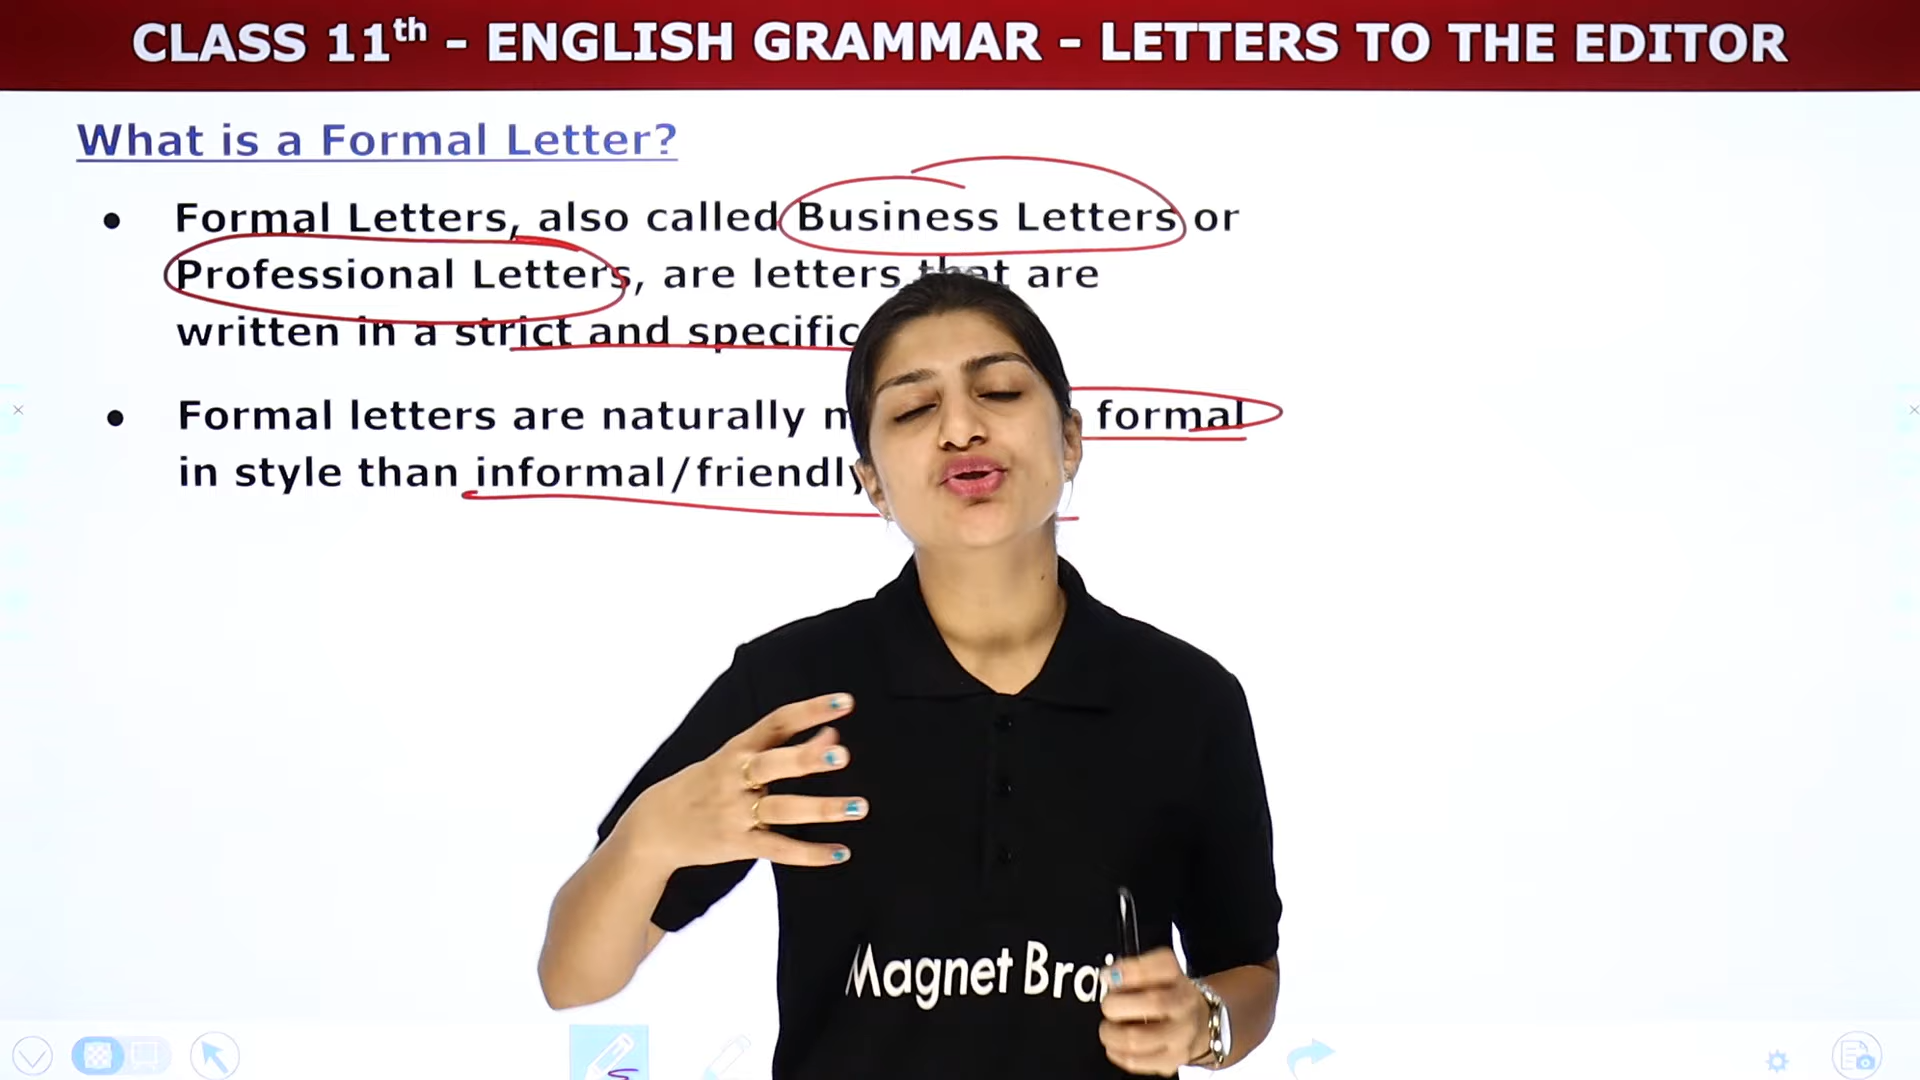 CLASS 11th - ENGLISH GRAMMAR - LETTERS TO THE EDITOR
What is a Formal Letter?
• Formal Letters, also called Business Letters or
Professional Letters, are letters that are
written in a strict and specific
• Formal letters are naturally formal
in style than informal/friendly
Magnet